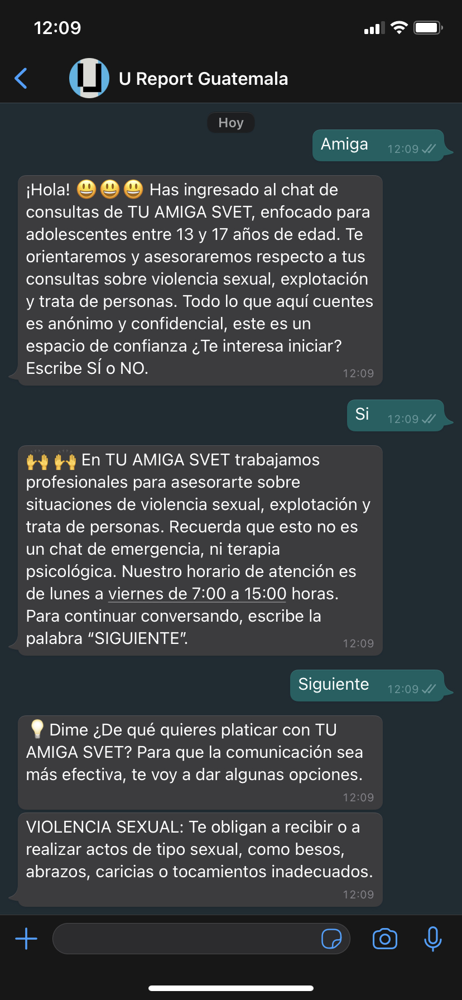 12:09
U Report Guatemala
Hoy
Amiga 12:09
¡Hola! 😃😃😃 Has ingresado al chat de
consultas de TU AMIGA SVET, enfocado para
adolescentes entre 13 y 17 años de edad. Te
orientaremos y asesoraremos respecto a tus
consultas sobre violencia sexual, explotación
y trata de personas. Todo lo que aquí cuentes
es anónimo y confidencial, este es un
espacio de confianza ¿Te interesa iniciar?
Escribe SÍ o NO.
12:09
Si 12:09
🙌 🙌 En TU AMIGA SVET trabajamos
profesionales para asesorarte sobre
situaciones de violencia sexual, explotación y
trata de personas. Recuerda que esto no es
un chat de emergencia, ni terapia
psicológica. Nuestro horario de atención es
de lunes a viernes de 7:00 a 15:00 horas.
Para continuar conversando, escribe la
palabra “SIGUIENTE”.
12:09
Siguiente 12:09
💡 Dime ¿De qué quieres platicar con TU
AMIGA SVET? Para que la comunicación sea
más efectiva, te voy a dar algunas opciones.
12:09
VIOLENCIA SEXUAL: Te obligan a recibir o a
realizar actos de tipo sexual, como besos,
abrazos, caricias o tocamientos inadecuados.
12:09